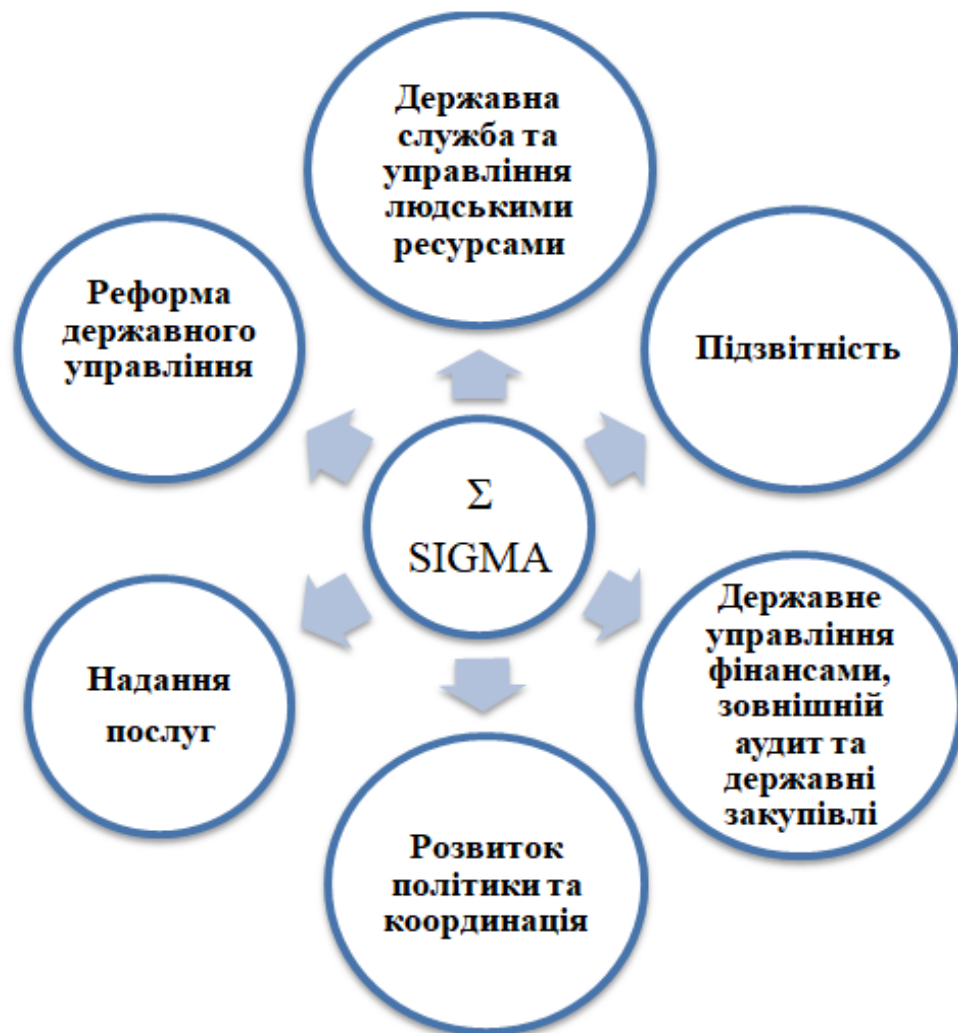 Державна
служба та
управління
людськими
ресурсами
Реформа
державного
управління
Підзвітність
Σ
SIGMA
Надання
послуг
Державне
управління
фінансами,
зовнішній
аудит та
державні
закупівлі
Розвиток
політики та
координація